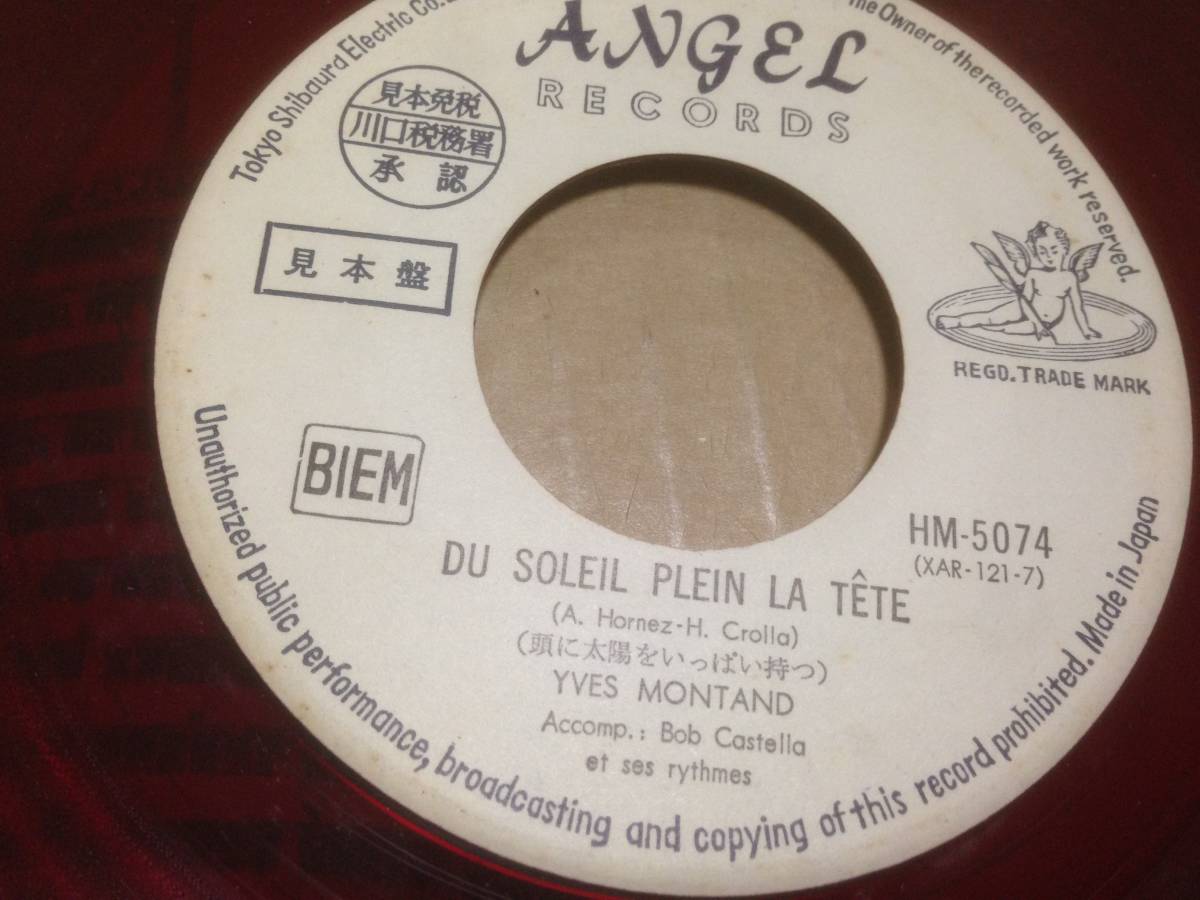 Tokyo Shibaura Electric Co.
The Owner of the recorded work reserved.
ANGEL
RECORDS
見本免税
川口税務署
承認
見本盤
REGD. TRADE MARK
BIEM
HM-5074
(XAR-121-7)
DU SOLEIL PLEIN LA TÊTE
(A. Hornez-H. Crolla)
(頭に太陽をいっぱい持つ)
YVES MONTAND
Accomp.: Bob Castella
et ses rythmes
Unauthorized public performance, broadcasting and copying of this record prohibited. Made in Japan